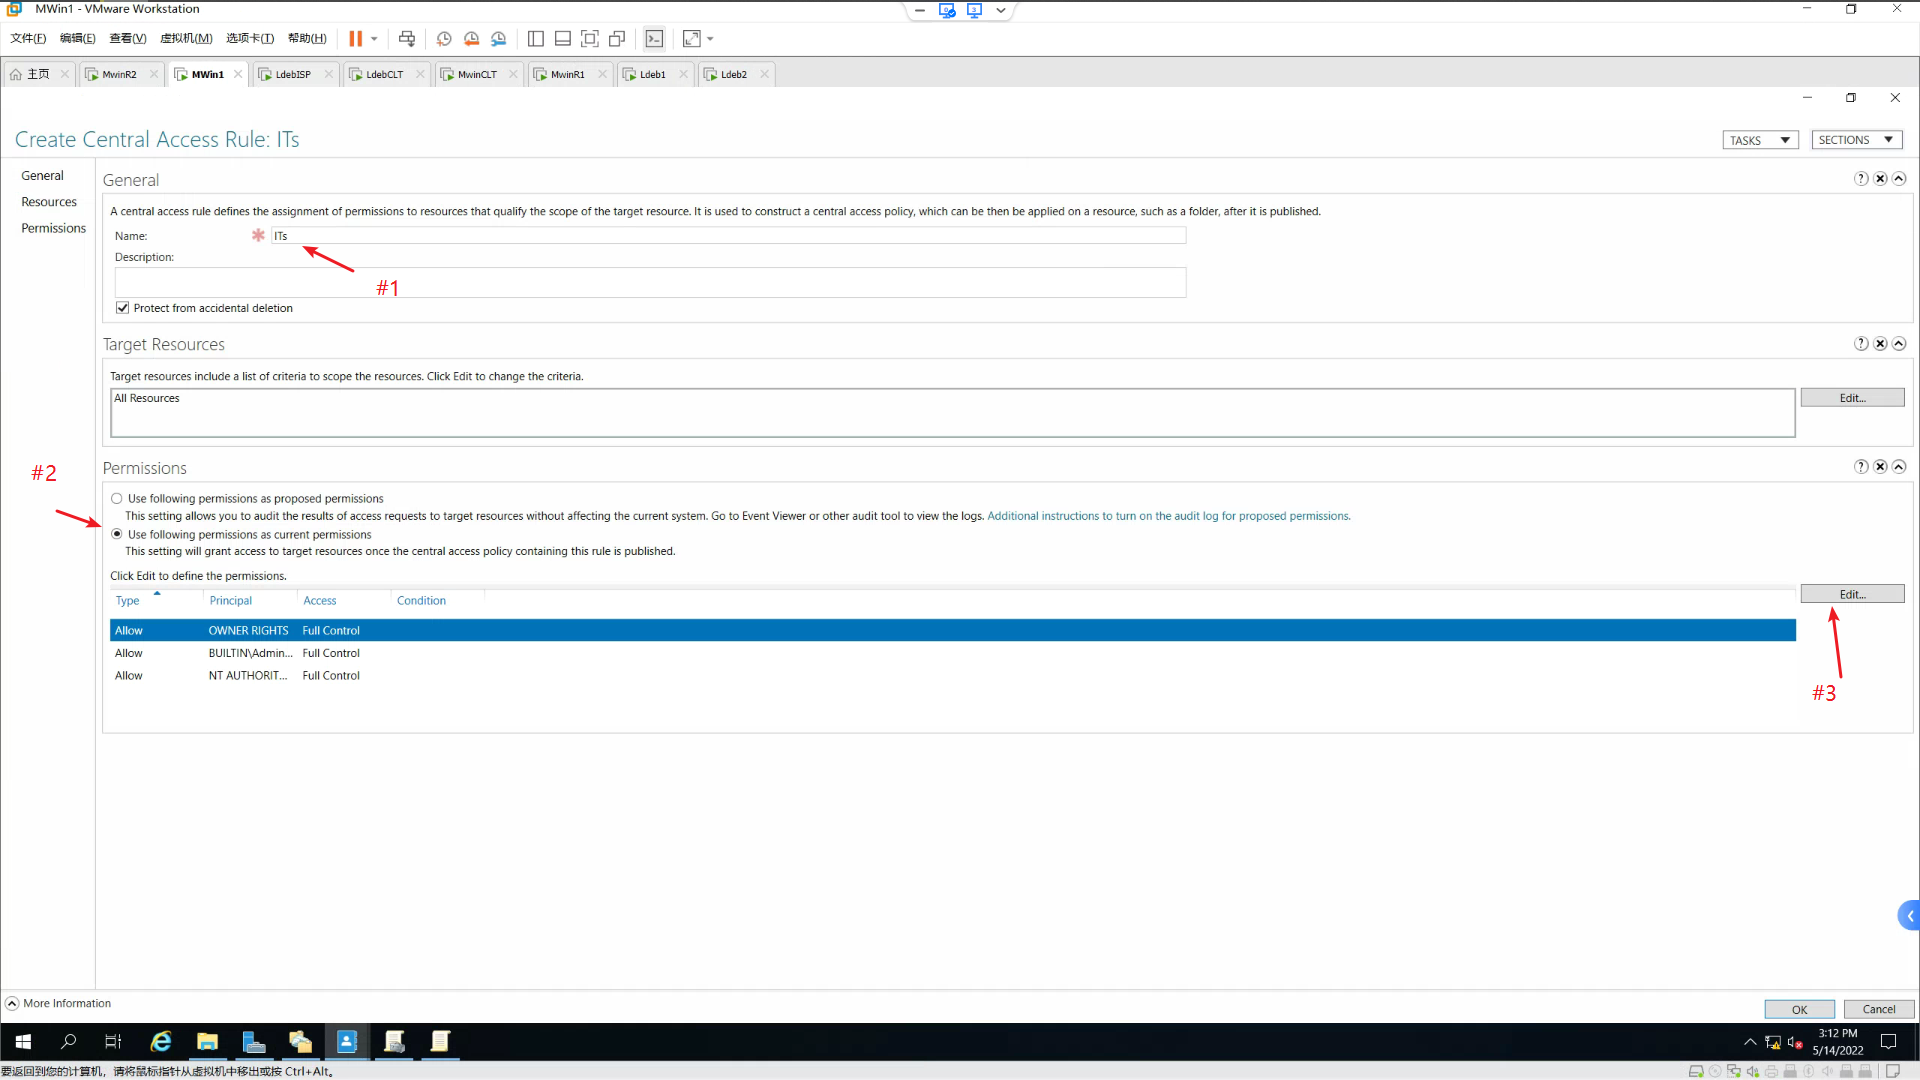 MWin1 - VMware Workstation
文件(F) 编辑(E) 查看(V) 虚拟机(M) 选项卡(T) 帮助(H)
主页 MwinR2 MWin1 LdebISP LdebCLT MwinCLT MwinR1 Ldeb1 Ldeb2
Create Central Access Rule: ITs
TASKS SECTIONS
General
Resources
Permissions
General
A central access rule defines the assignment of permissions to resources that qualify the scope of the target resource. It is used to construct a central access policy, which can be then be applied on a resource, such as a folder, after it is published.
Name: ITs
Description:
#1
Protect from accidental deletion
Target Resources
Target resources include a list of criteria to scope the resources. Click Edit to change the criteria.
All Resources
Edit...
#2
Permissions
Use following permissions as proposed permissions
This setting allows you to audit the results of access requests to target resources without affecting the current system. Go to Event Viewer or other audit tool to view the logs. Additional instructions to turn on the audit log for proposed permissions.
Use following permissions as current permissions
This setting will grant access to target resources once the central access policy containing this rule is published.
Click Edit to define the permissions.
Edit...
Type Principal Access Condition
Allow OWNER RIGHTS Full Control
Allow BUILTIN\Admin... Full Control
Allow NT AUTHORIT... Full Control
#3
More Information
OK Cancel
3:12 PM
5/14/2022
要返回到您的计算机，请将鼠标指针从虚拟机中移出或按 Ctrl+Alt。